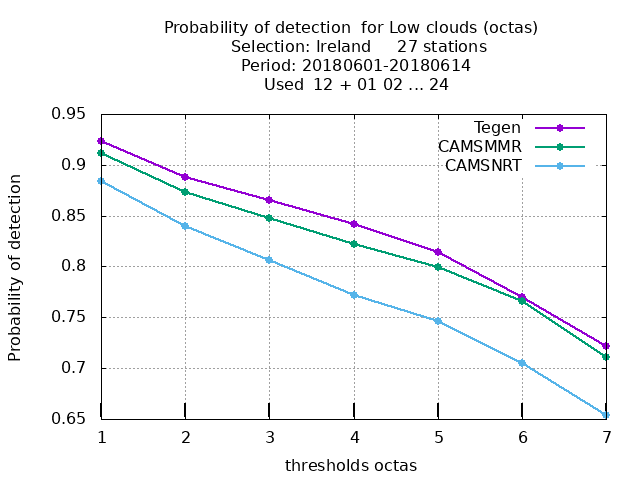 Probability of detection  for Low clouds (octas)
Selection: Ireland     27 stations
Period: 20180601-20180614
Used  12 + 01 02 ... 24
0.95
0.9
0.85
0.8
0.75
0.7
0.65
Probability of detection
Tegen
CAMSMMR
CAMSNRT
1 2 3 4 5 6 7
thresholds octas